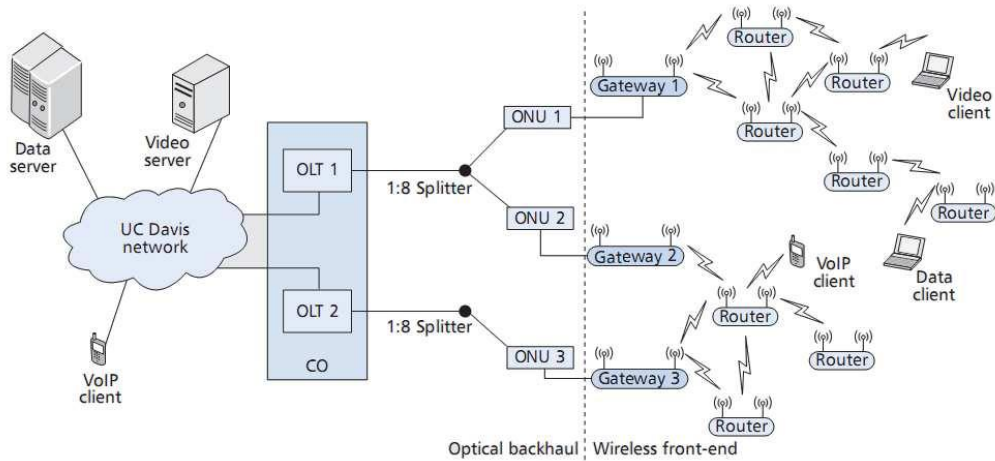 Data
server
Video
server
UC Davis
network
VoIP
client
OLT 1
OLT 2
CO
1:8 Splitter
1:8 Splitter
ONU 1
ONU 2
ONU 3
Optical backhaul
Wireless front-end
Gateway 1
Router
Router
Router
Video
client
Router
Router
Data
client
Gateway 2
VoIP
client
Router
Router
Gateway 3
Router